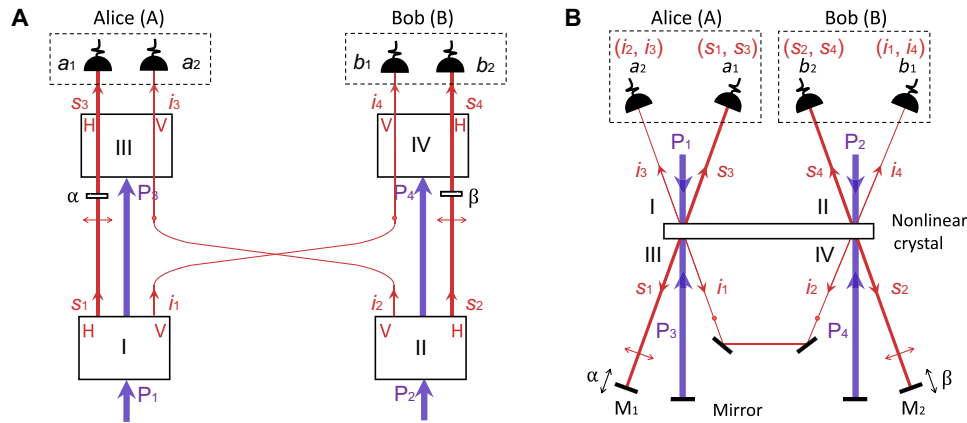 A
Alice (A)
Bob (B)
a1
a2
b1
b2
s3
i3
i4
s4
H
V
V
H
III
IV
α
P3
P4
β
s1
i1
i2
s2
H
V
V
H
I
II
P1
P2
B
Alice (A)
Bob (B)
(i2, i3)
(s1, s3)
(s2, s4)
(i1, i4)
a2
a1
b2
b1
P1
P2
i3
s3
s4
i4
I
II
Nonlinear
crystal
III
IV
s1
i1
i2
s2
P3
P4
α
β
M1
Mirror
M2